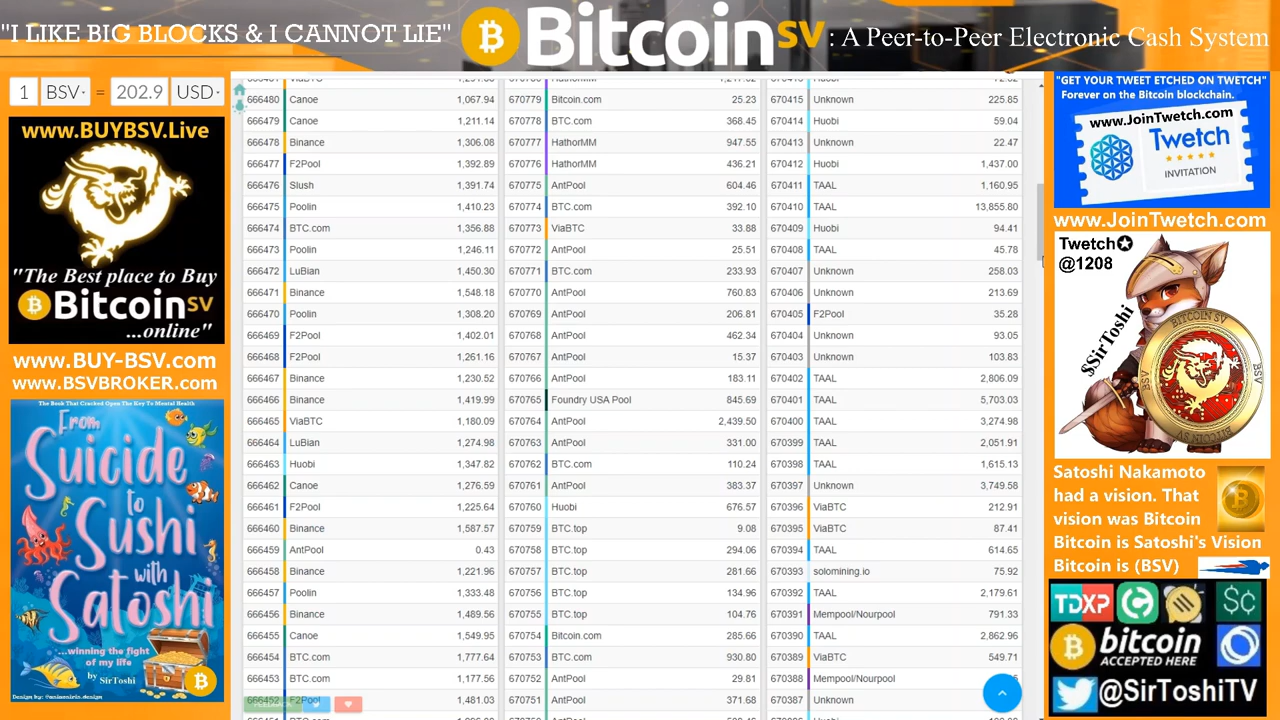 "I LIKE BIG BLOCKS & I CANNOT LIE"
BitcoinSV : A Peer-to-Peer Electronic Cash System
1 BSV = 202.9 USD
www.BUYBSV.Live
"The Best place to Buy
BitcoinSV
...online"
www.BUY-BSV.com
www.BSVBROKER.com
The Book That Cracked Open The Key To Mental Health
From
Suicide
to
Sushi
with
Satoshi
...winning the fight
of my life
by SirToshi
Design by: @animeirin.design
666480 Canoe 1,067.94 670779 Bitcoin.com 25.23 670415 Unknown 225.85
666479 Canoe 1,211.14 670778 BTC.com 368.45 670414 Huobi 59.04
666478 Binance 1,306.08 670777 HathorMM 947.55 670413 Unknown 22.47
666477 F2Pool 1,392.89 670776 HathorMM 436.21 670412 Huobi 1,437.00
666476 Slush 1,391.74 670775 AntPool 604.46 670411 TAAL 1,160.95
666475 Poolin 1,410.23 670774 BTC.com 392.10 670410 TAAL 13,855.80
666474 BTC.com 1,356.88 670773 ViaBTC 33.88 670409 Huobi 94.41
666473 Poolin 1,246.11 670772 AntPool 25.51 670408 TAAL 45.78
666472 LuBian 1,450.30 670771 BTC.com 233.93 670407 Unknown 258.03
666471 Binance 1,548.18 670770 AntPool 760.83 670406 Unknown 213.69
666470 Poolin 1,308.20 670769 AntPool 206.81 670405 F2Pool 35.28
666469 F2Pool 1,402.01 670768 AntPool 462.34 670404 Unknown 93.05
666468 F2Pool 1,261.16 670767 AntPool 15.37 670403 Unknown 103.83
666467 Binance 1,230.52 670766 AntPool 183.11 670402 TAAL 2,806.09
666466 Binance 1,419.99 670765 Foundry USA Pool 845.69 670401 TAAL 5,703.03
666465 ViaBTC 1,180.09 670764 AntPool 2,439.50 670400 TAAL 3,274.98
666464 LuBian 1,274.98 670763 AntPool 331.00 670399 TAAL 2,051.91
666463 Huobi 1,347.82 670762 BTC.com 110.24 670398 TAAL 1,615.13
666462 Canoe 1,276.59 670761 AntPool 383.37 670397 Unknown 3,749.58
666461 F2Pool 1,225.64 670760 Huobi 676.57 670396 ViaBTC 212.91
666460 Binance 1,587.57 670759 BTC.top 9.08 670395 ViaBTC 87.41
666459 AntPool 0.43 670758 BTC.top 294.06 670394 TAAL 614.65
666458 Binance 1,221.96 670757 BTC.top 281.66 670393 solomining.io 75.92
666457 Poolin 1,333.48 670756 BTC.top 134.96 670392 TAAL 2,179.61
666456 Binance 1,489.56 670755 BTC.top 104.76 670391 Mempool/Nourpool 791.33
666455 Canoe 1,549.95 670754 Bitcoin.com 285.66 670390 TAAL 2,862.96
666454 BTC.com 1,777.64 670753 BTC.com 930.80 670389 ViaBTC 549.71
666453 BTC.com 1,177.56 670752 AntPool 29.81 670388 Mempool/Nourpool
666452 F2Pool 1,481.03 670751 AntPool 371.68 670387 Unknown
"GET YOUR TWEET ETCHED ON TWETCH"
Forever on the Bitcoin blockchain.
www.JoinTwetch.com
Twetch
INVITATION
www.JoinTwetch.com
Twetch
@1208
$SirToshi
BITCOIN SV
BSV
BSV
BITCOIN SV
Satoshi Nakamoto
had a vision. That
vision was Bitcoin
Bitcoin is Satoshi's Vision
Bitcoin is (BSV)
TDXP
bitcoin
ACCEPTED HERE
@SirToshiTV